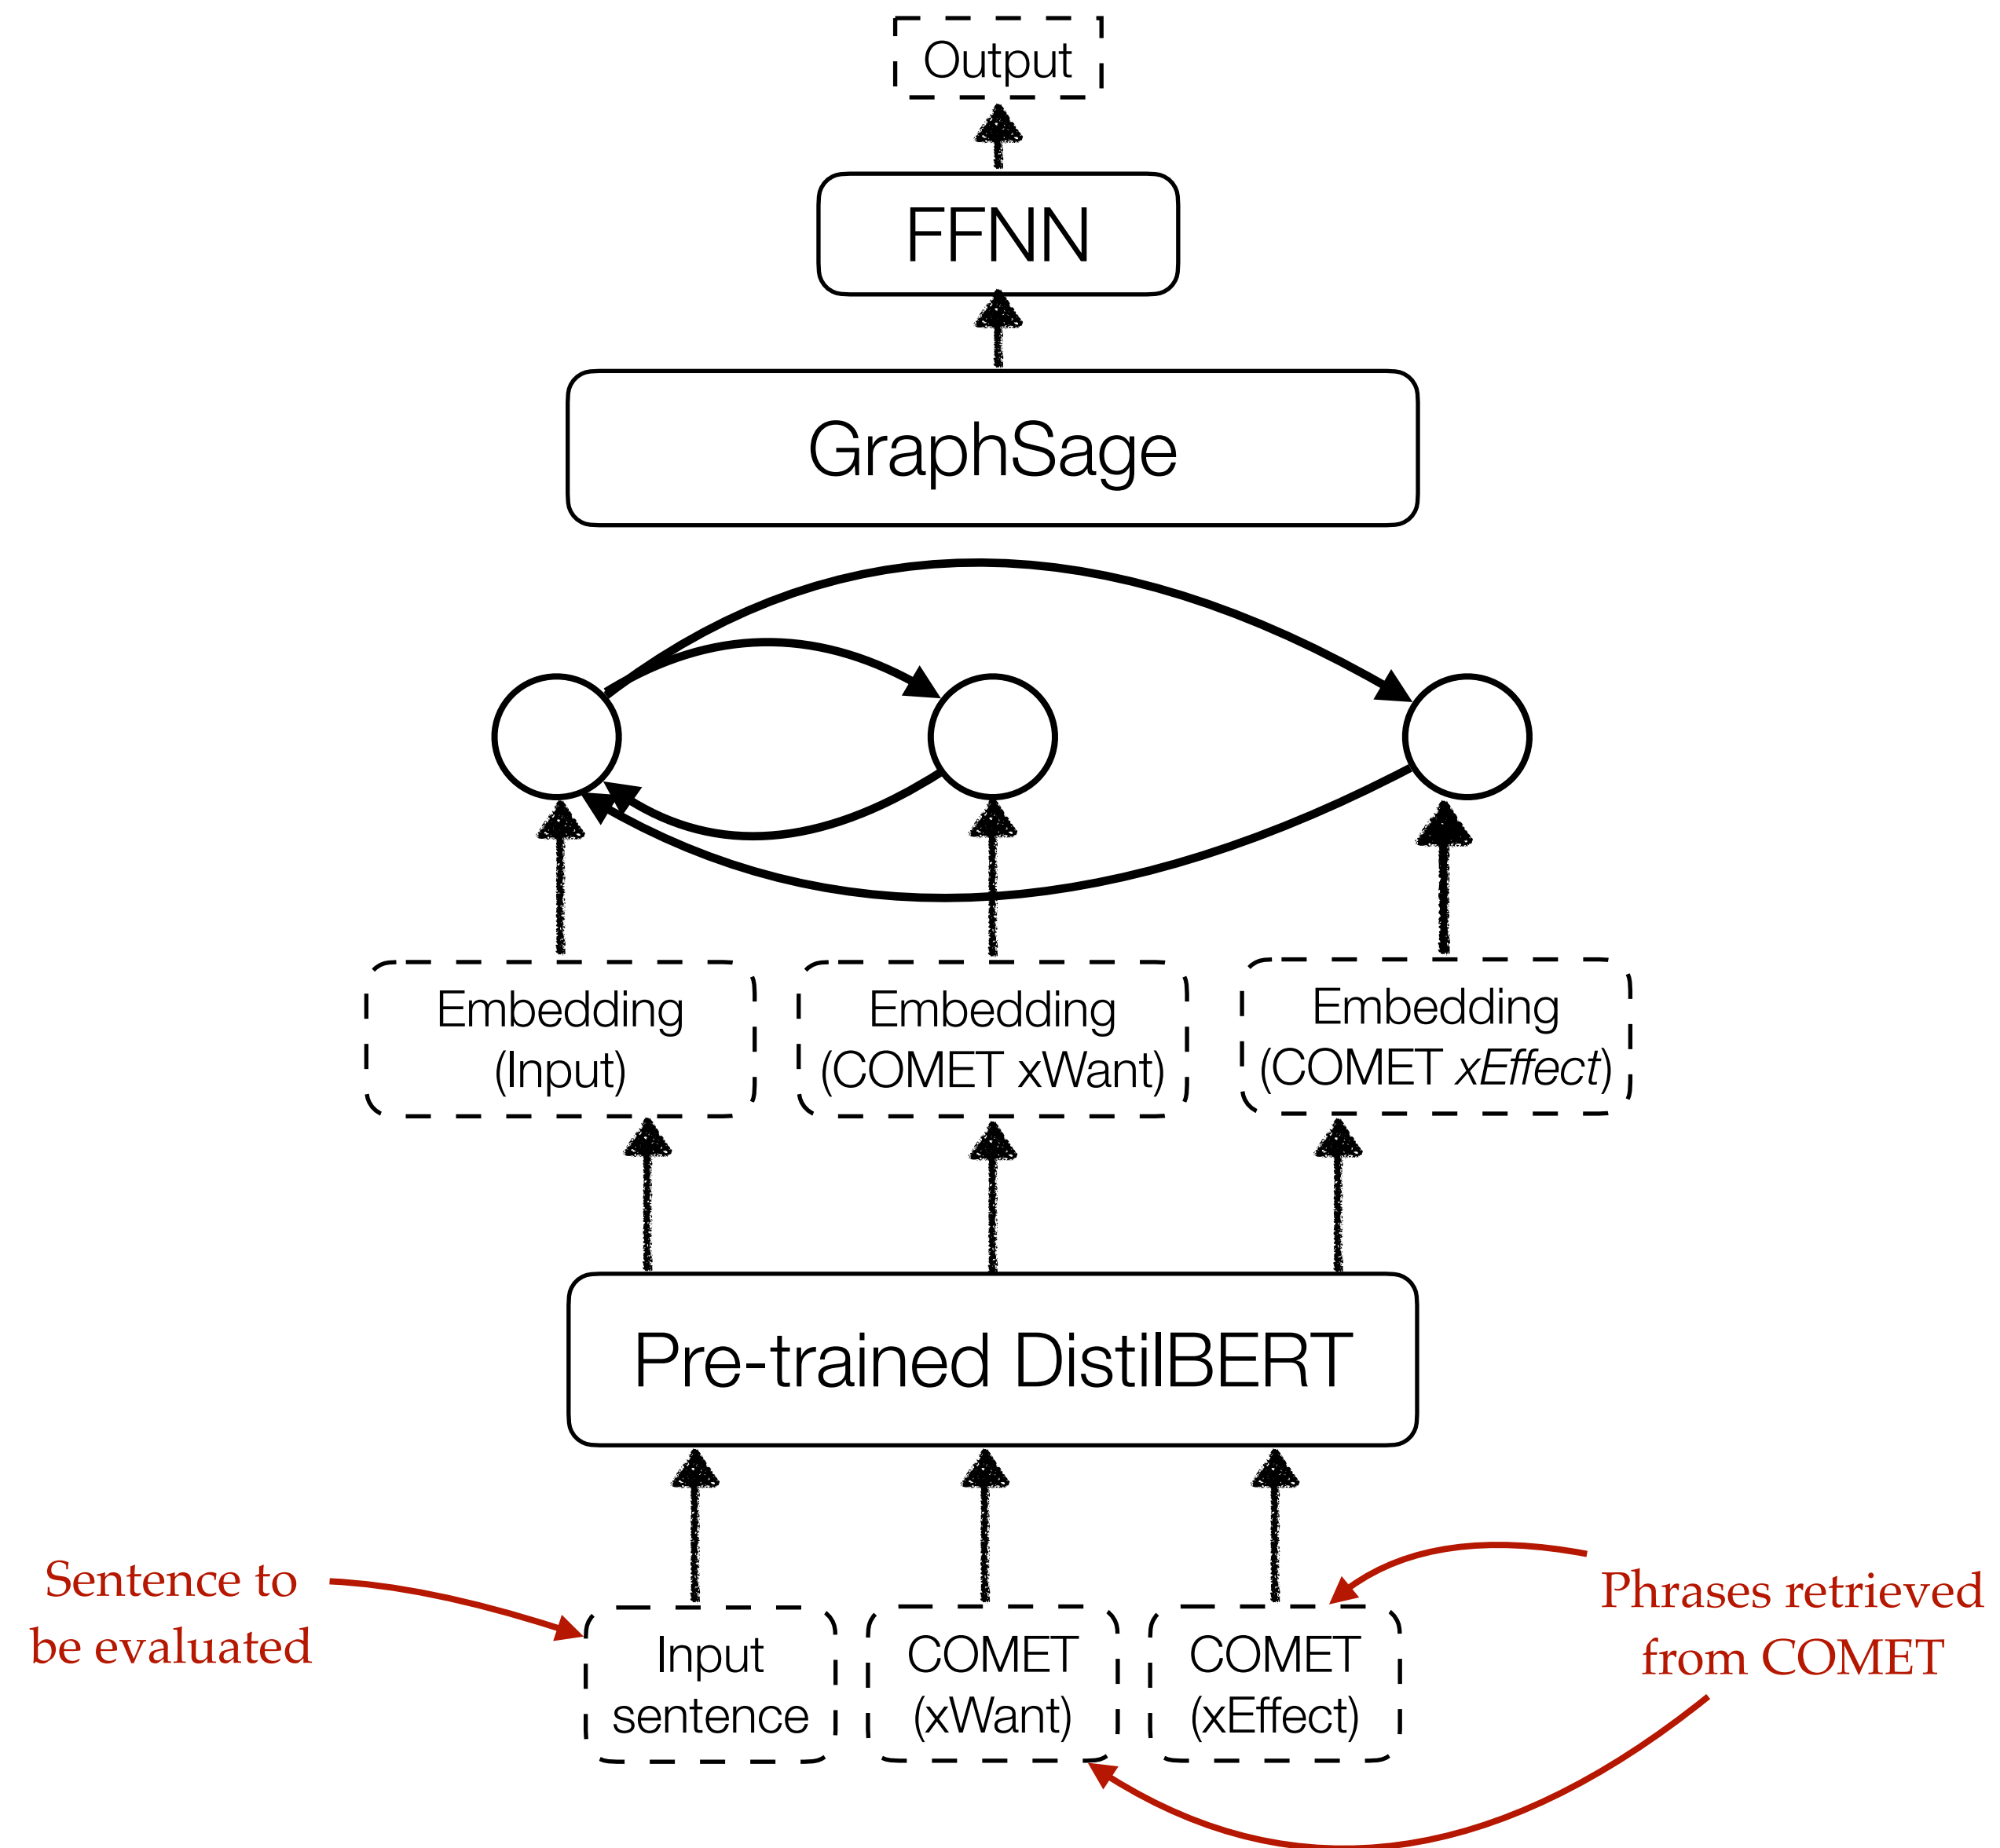 Output
FFNN
GraphSage
Embedding
(Input)
Embedding
(COMET xWant)
Embedding
(COMET xEffect)
Pre-trained DistilBERT
Sentence to
be evaluated
Input
sentence
COMET
(xWant)
COMET
(xEffect)
Phrases retrieved
from COMET